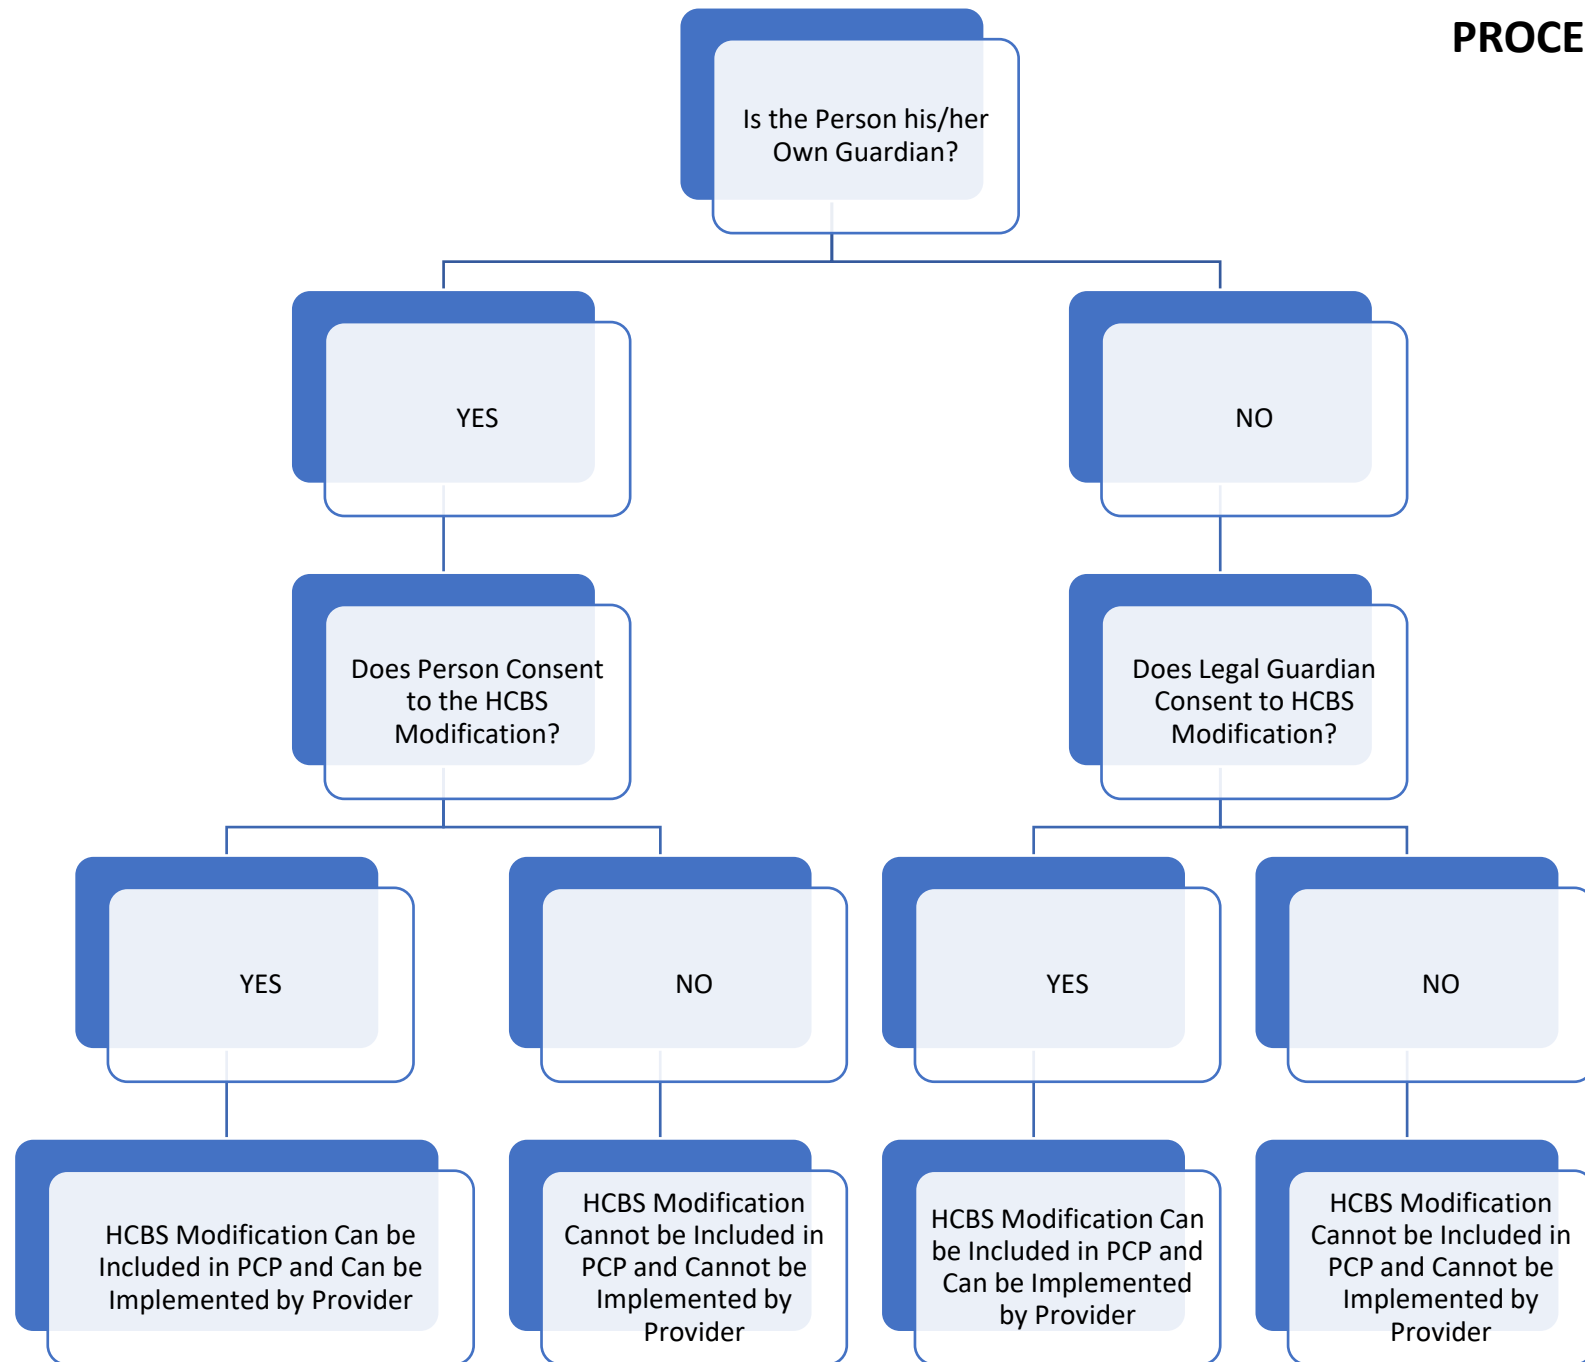 PROCE
Is the Person his/her
Own Guardian?
YES
NO
Does Person Consent
to the HCBS
Modification?
Does Legal Guardian
Consent to HCBS
Modification?
YES
NO
YES
NO
HCBS Modification Can be
Included in PCP and Can be
Implemented by Provider
HCBS Modification
Cannot be Included in
PCP and Cannot be
Implemented by
Provider
HCBS Modification Can
be Included in PCP and
Can be Implemented
by Provider
HCBS Modification
Cannot be Included in
PCP and Cannot be
Implemented by
Provider